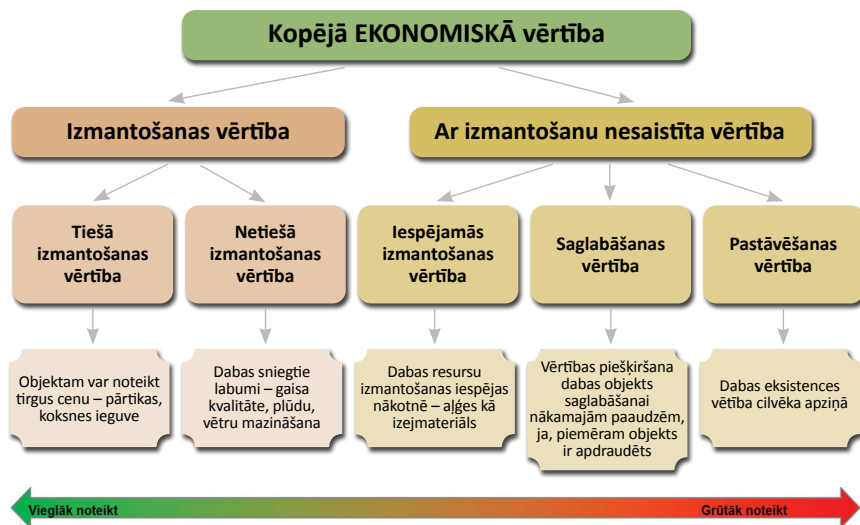 Kopējā EKONOMISKĀ vērtība
Izmantošanas vērtība
Ar izmantošanu nesaistīta vērtība
Tiešā
izmantošanas
vērtība
Netiešā
izmantošanas
vērtība
Iespējamās
izmantošanas
vērtība
Saglabāšanas
vērtība
Pastāvēšanas
vērtība
Objektam var noteikt
tirgus cenu – pārtikas,
koksnes ieguve
Dabas sniegtie
labumi – gaisa
kvalitāte, plūdu,
vētru mazināšana
Dabas resursu
izmantošanas iespējas
nākotnē – aļģes kā
izejmateriāls
Vērtības piešķiršana
dabas objekts
saglabāšanai
nākamajām paaudzēm,
ja, piemēram objekts
ir apdraudēts
Dabas eksistences
vētība cilvēka apziņā
Vieglāk noteikt
Grūtāk noteikt